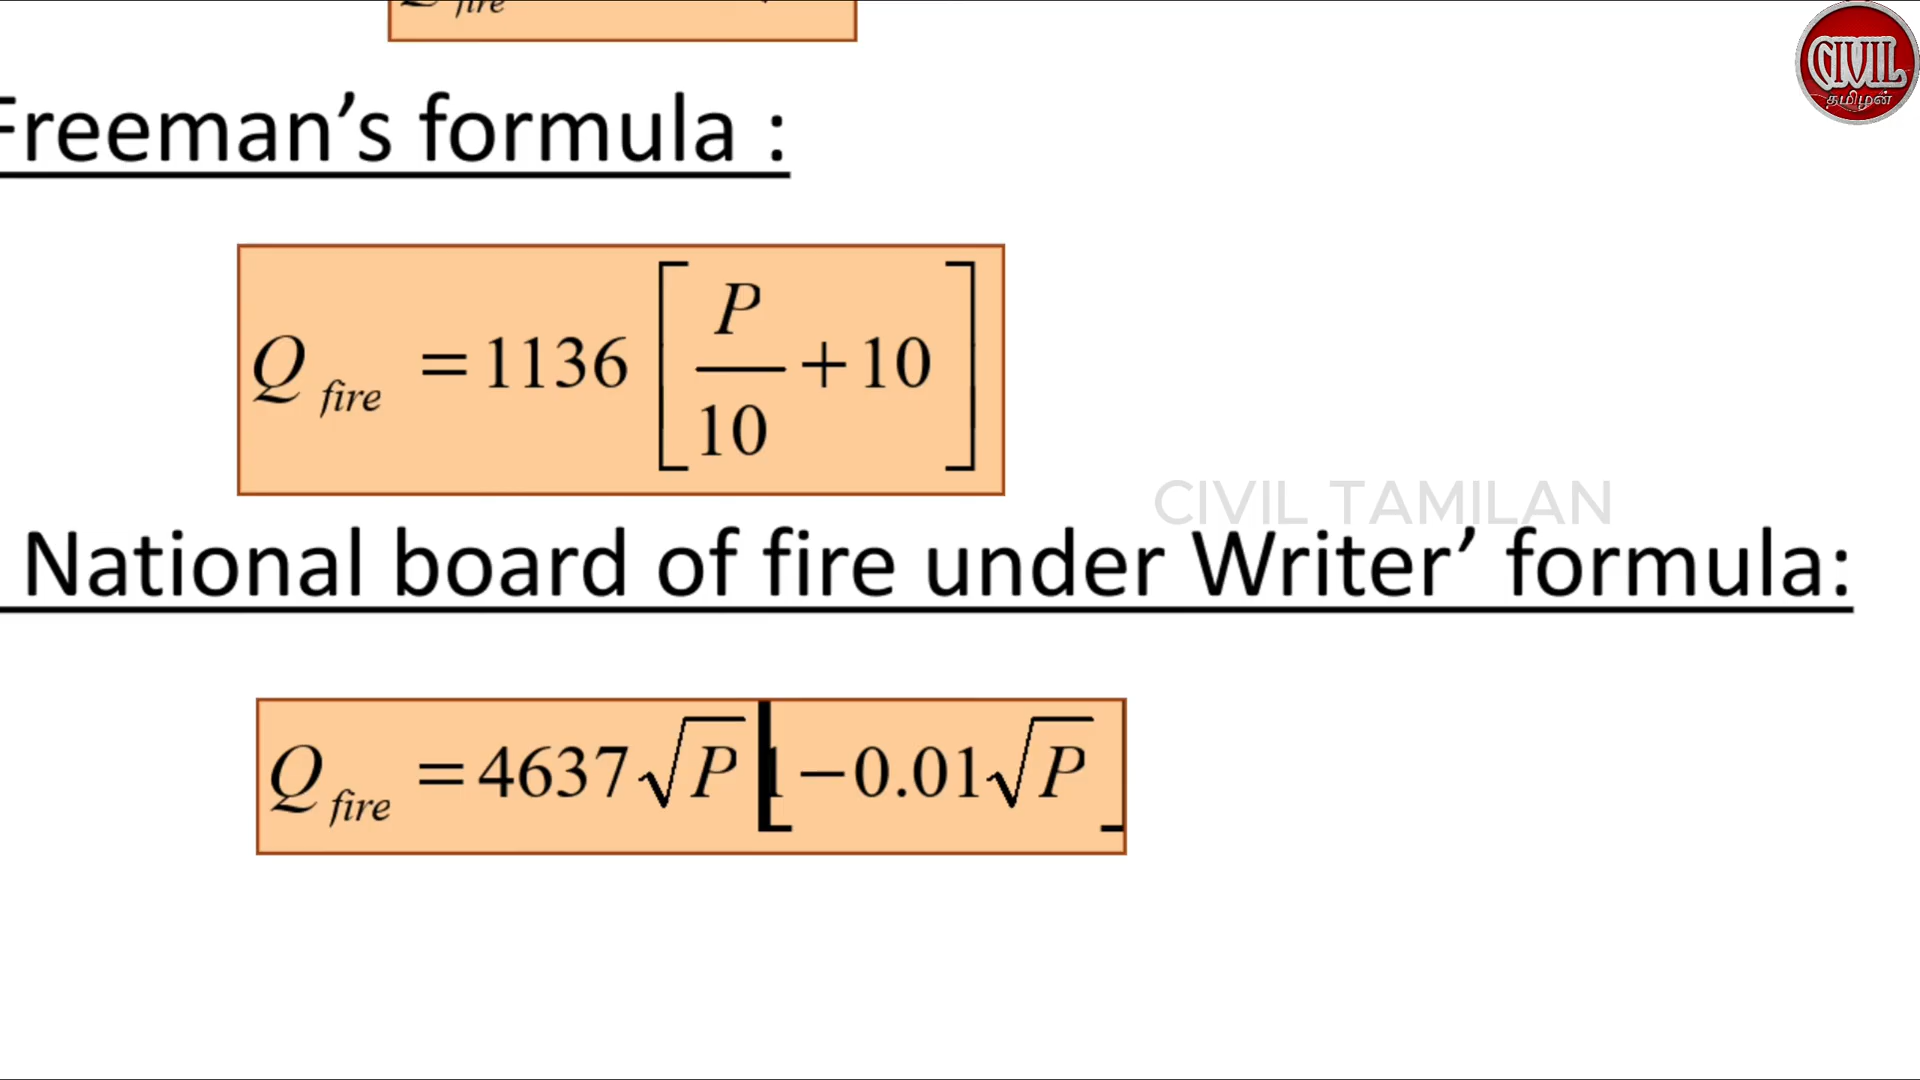 fire
CIVIL
தமிழன்
Freeman’s formula :
Q fire = 1136 [ P/10 + 10 ]
CIVIL TAMILAN
National board of fire under Writer’ formula:
Q fire = 4637 √P [ 1 − 0.01 √P ]